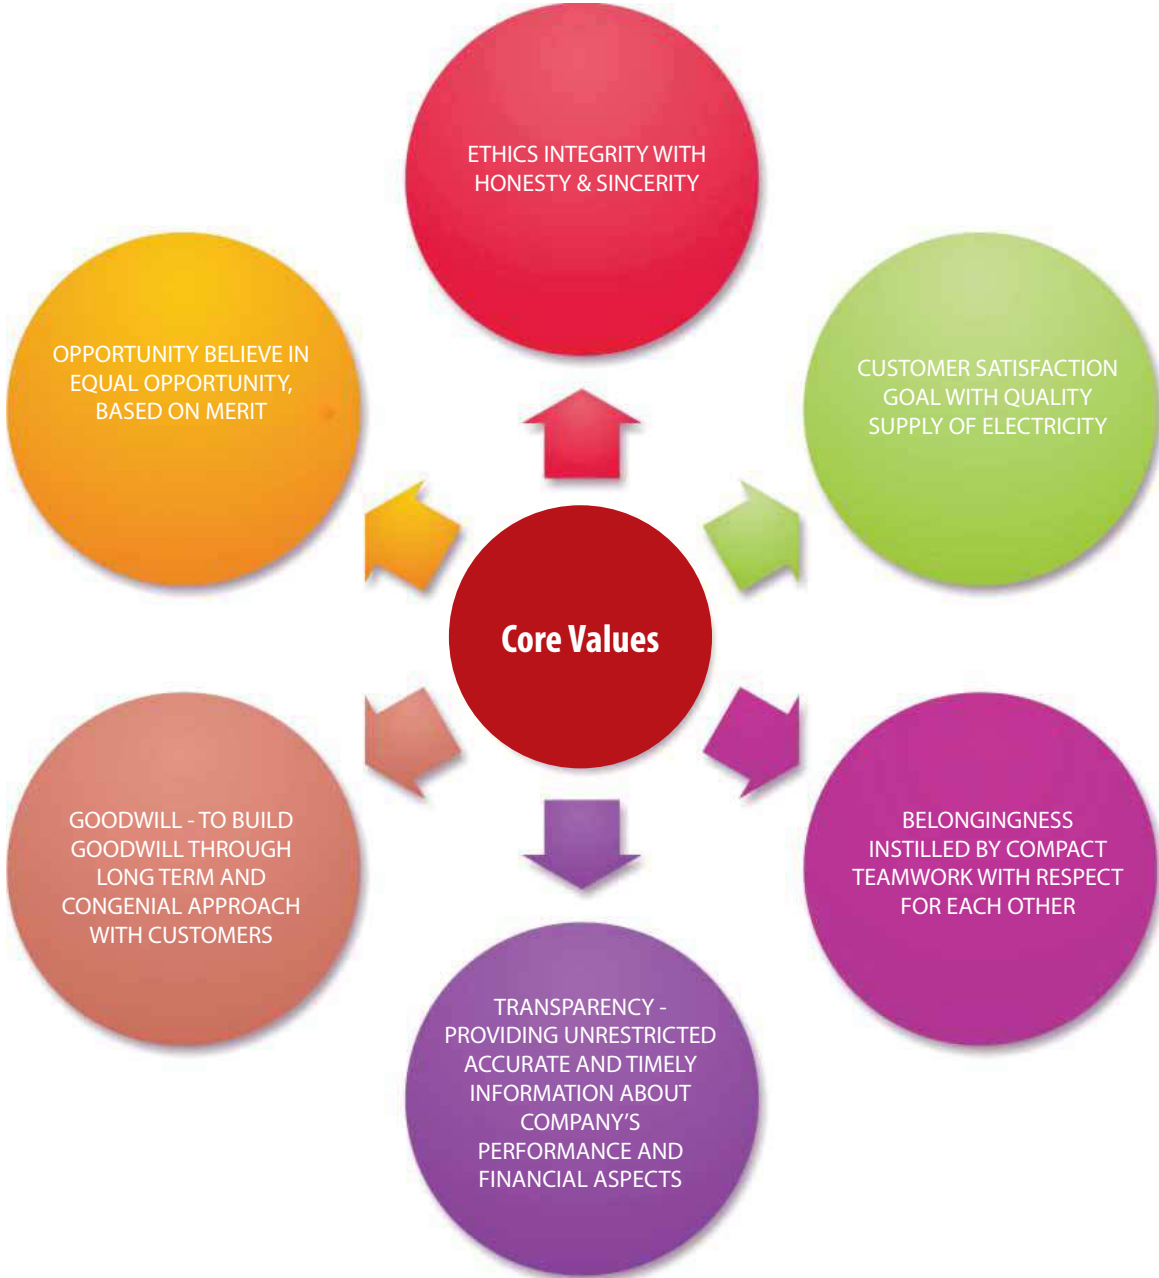 ETHICS INTEGRITY WITH
HONESTY & SINCERITY
OPPORTUNITY BELIEVE IN
EQUAL OPPORTUNITY,
BASED ON MERIT
CUSTOMER SATISFACTION
GOAL WITH QUALITY
SUPPLY OF ELECTRICITY
Core Values
GOODWILL - TO BUILD
GOODWILL THROUGH
LONG TERM AND
CONGENIAL APPROACH
WITH CUSTOMERS
BELONGINGNESS
INSTILLED BY COMPACT
TEAMWORK WITH RESPECT
FOR EACH OTHER
TRANSPARENCY -
PROVIDING UNRESTRICTED
ACCURATE AND TIMELY
INFORMATION ABOUT
COMPANY'S
PERFORMANCE AND
FINANCIAL ASPECTS